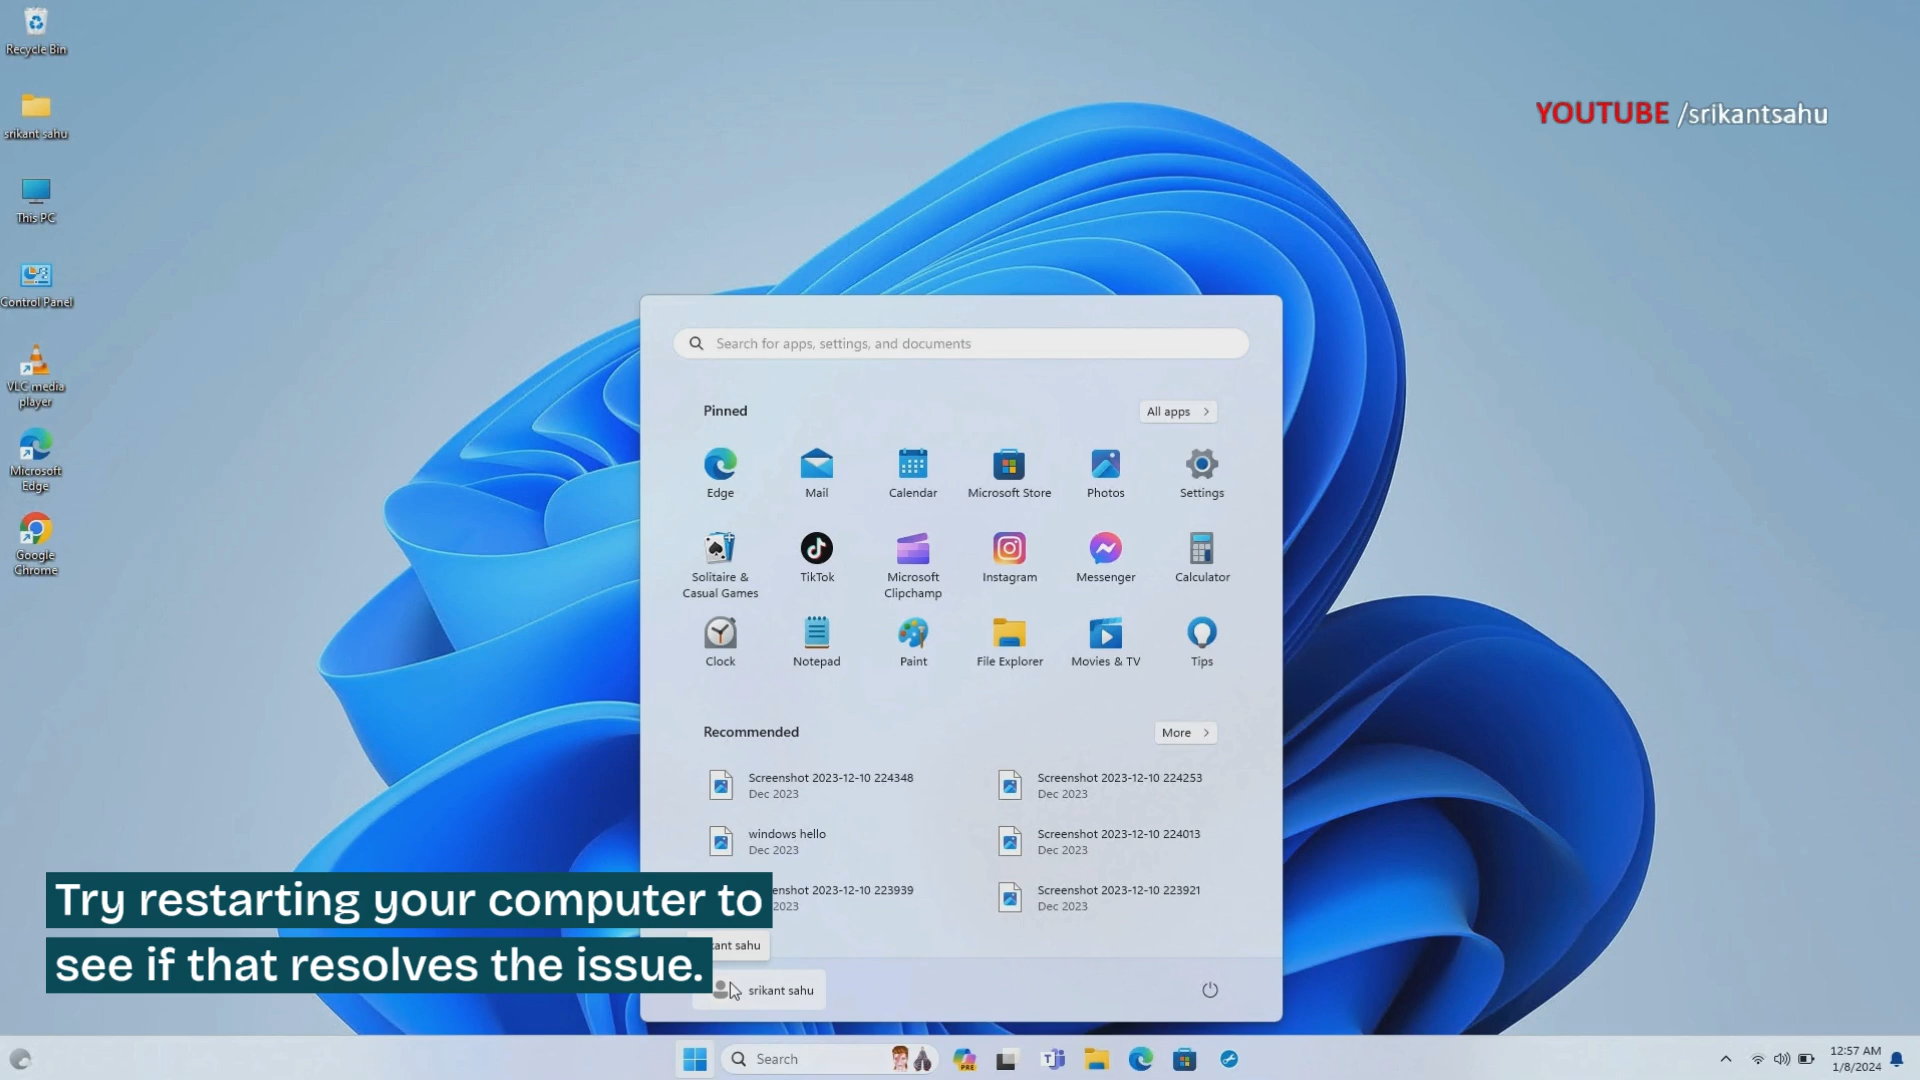 Recycle Bin
srikant sahu
This PC
Control Panel
VLC media
player
Microsoft
Edge
Google
Chrome
YOUTUBE /srikantsahu
Search for apps, settings, and documents
Pinned
All apps
Edge
Mail
Calendar
Microsoft Store
Photos
Settings
Solitaire &
Casual Games
TikTok
Microsoft
Clipchamp
Instagram
Messenger
Calculator
Clock
Notepad
Paint
File Explorer
Movies & TV
Tips
Recommended
More
Screenshot 2023-12-10 224348
Dec 2023
Screenshot 2023-12-10 224253
Dec 2023
windows hello
Dec 2023
Screenshot 2023-12-10 224013
Dec 2023
enshot 2023-12-10 223939
2023
Screenshot 2023-12-10 223921
Dec 2023
Try restarting your computer to
see if that resolves the issue.
kant sahu
srikant sahu
Search
PRE
12:57 AM
1/8/2024